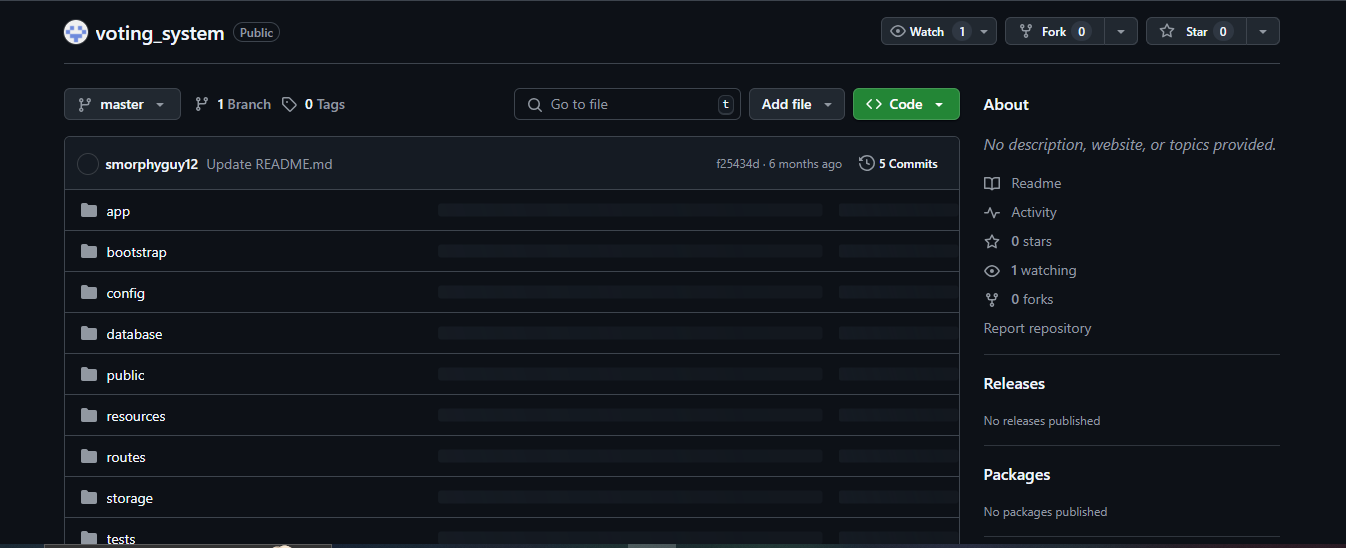 voting_system Public
Watch 1 Fork 0 Star 0
master 1 Branch 0 Tags Go to file t Add file Code
smorphyguy12 Update README.md f25434d · 6 months ago 5 Commits
app
bootstrap
config
database
public
resources
routes
storage
tests
About
No description, website, or topics provided.
Readme
Activity
0 stars
1 watching
0 forks
Report repository
Releases
No releases published
Packages
No packages published